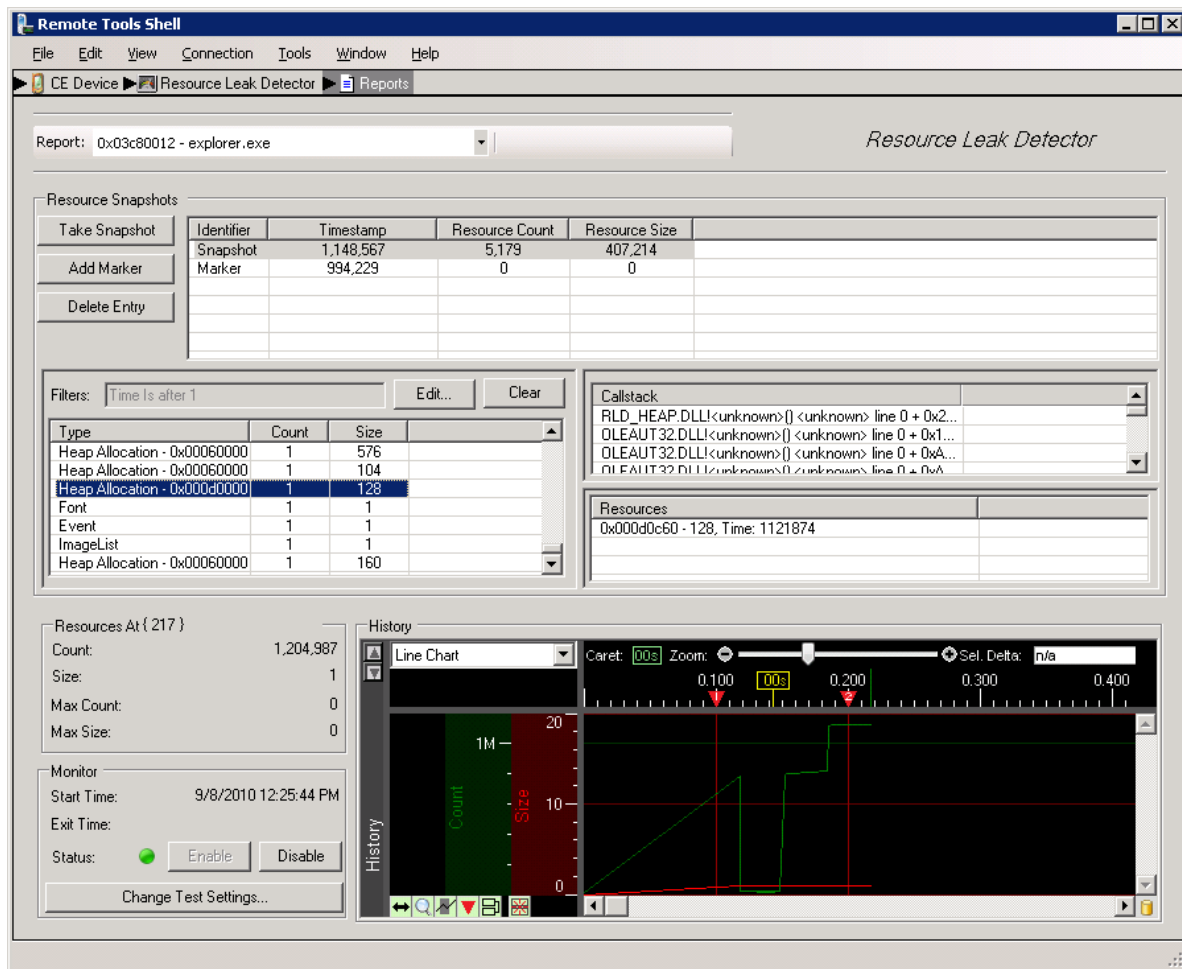 Remote Tools Shell
File Edit View Connection Tools Window Help
CE Device Resource Leak Detector Reports
Report: 0x03c80012 - explorer.exe
Resource Leak Detector
Resource Snapshots
Take Snapshot
Add Marker
Delete Entry
Identifier Timestamp Resource Count Resource Size
Snapshot 1,148,567 5,179 407,214
Marker 994,229 0 0
Filters: Time Is after 1 Edit... Clear
Type Count Size
Heap Allocation - 0x00060000 1 576
Heap Allocation - 0x00060000 1 104
Heap Allocation - 0x000d0000 1 128
Font 1 1
Event 1 1
ImageList 1 1
Heap Allocation - 0x00060000 1 160
Callstack
RLD_HEAP.DLL!<unknown>() <unknown> line 0 + 0x2...
OLEAUT32.DLL!<unknown>() <unknown> line 0 + 0x1...
OLEAUT32.DLL!<unknown>() <unknown> line 0 + 0xA...
OLEAUT32.DLL!<unknown>() <unknown> line 0 + 0xA...
Resources
0x000d0c60 - 128, Time: 1121874
Resources At { 217 }
Count: 1,204,987
Size: 1
Max Count: 0
Max Size: 0
Monitor
Start Time: 9/8/2010 12:25:44 PM
Exit Time:
Status: Enable Disable
Change Test Settings...
History
History
Line Chart
Caret: 00s Zoom: Sel. Delta: n/a
0.100 00s 0.200 0.300 0.400
1 2
Count
1M
Size
20
10
0